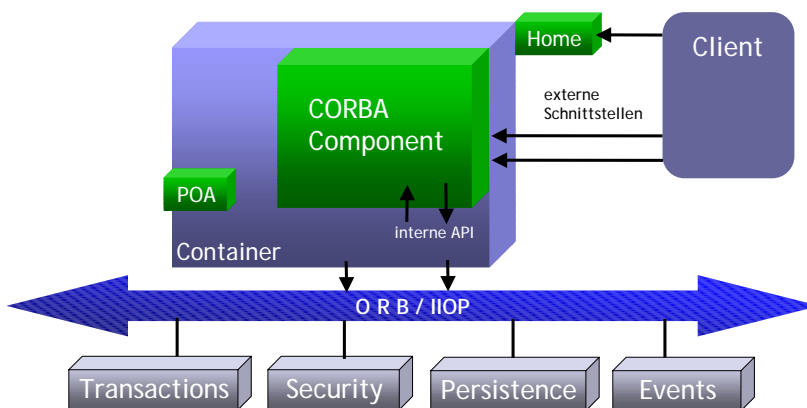 Home
Client
CORBA
Component
externe
Schnittstellen
POA
interne API
Container
O R B / IIOP
Transactions
Security
Persistence
Events